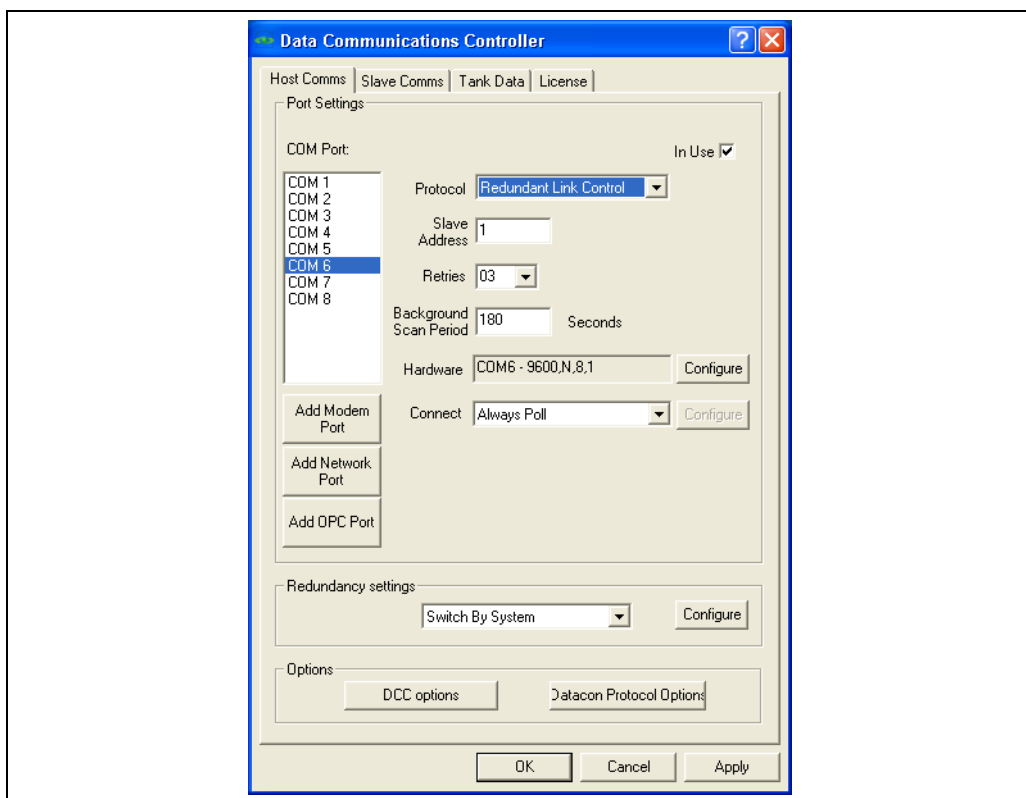 Data Communications Controller
Host Comms Slave Comms Tank Data License
Port Settings
COM Port:
In Use
COM 1
COM 2
COM 3
COM 4
COM 5
COM 6
COM 7
COM 8
Protocol Redundant Link Control
Slave Address 1
Retries 03
Background Scan Period 180 Seconds
Hardware COM6 - 9600,N,8,1 Configure
Connect Always Poll Configure
Add Modem Port
Add Network Port
Add OPC Port
Redundancy settings
Switch By System Configure
Options
DCC options Datacon Protocol Options
OK Cancel Apply